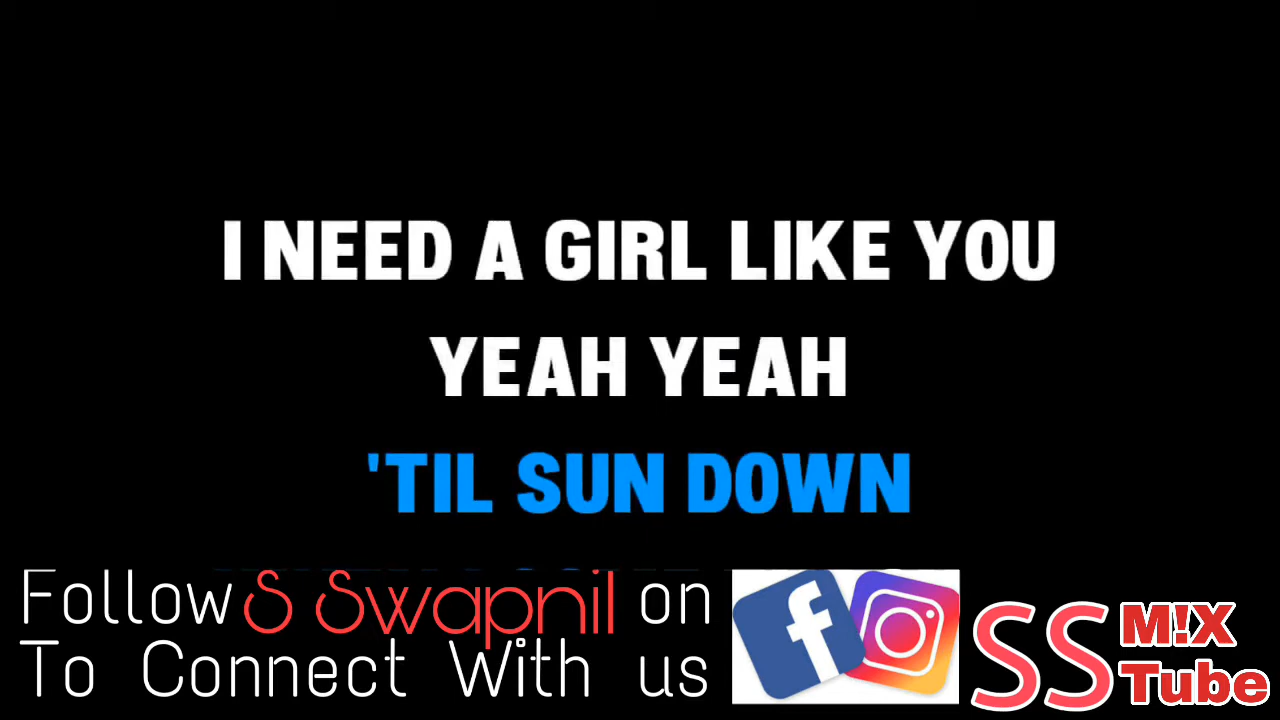 I NEED A GIRL LIKE YOU
YEAH YEAH
'TIL SUN DOWN
Follow S Swapnil on
To Connect With us
SS M!X
Tube